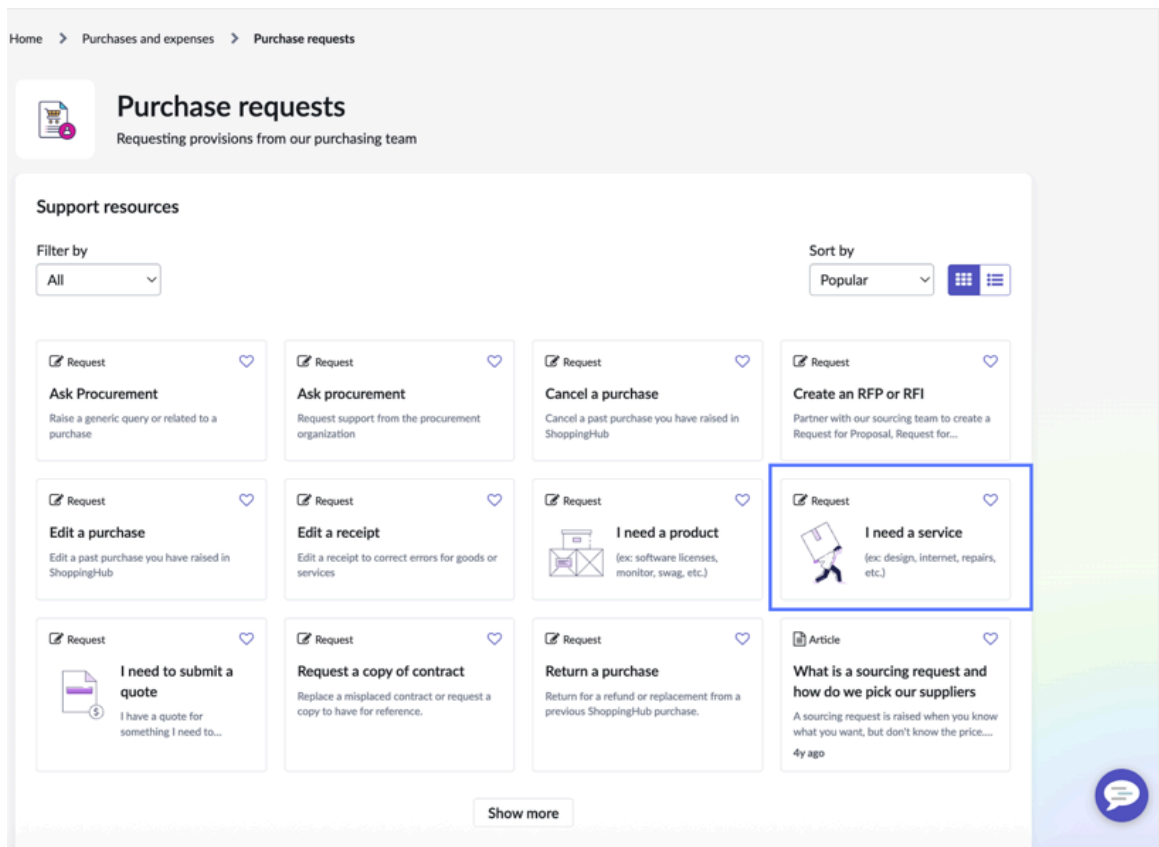 Home > Purchases and expenses > Purchase requests
Purchase requests
Requesting provisions from our purchasing team
Support resources
Filter by
All
Sort by
Popular
Request
Ask Procurement
Raise a generic query or related to a
purchase
Request
Ask procurement
Request support from the procurement
organization
Request
Cancel a purchase
Cancel a past purchase you have raised in
ShoppingHub
Request
Create an RFP or RFI
Partner with our sourcing team to create a
Request for Proposal, Request for...
Request
Edit a purchase
Edit a past purchase you have raised in
ShoppingHub
Request
Edit a receipt
Edit a receipt to correct errors for goods or
services
Request
I need a product
(ex: software licenses,
monitor, swag, etc.)
Request
I need a service
(ex: design, internet, repairs,
etc.)
Request
I need to submit a
quote
I have a quote for
something I need to...
$
Request
Request a copy of contract
Replace a misplaced contract or request a
copy to have for reference.
Request
Return a purchase
Return for a refund or replacement from a
previous ShoppingHub purchase.
Article
What is a sourcing request and
how do we pick our suppliers
A sourcing request is raised when you know
what you want, but don't know the price....
4y ago
Show more